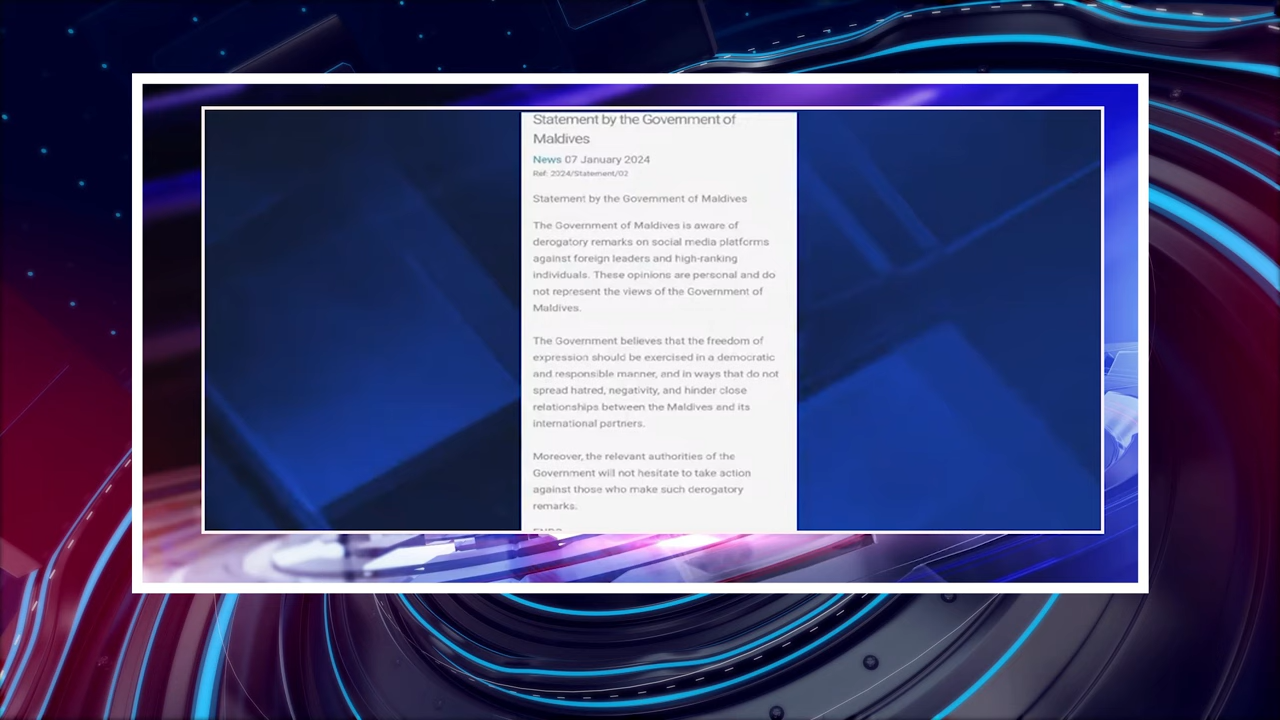 Statement by the Government of
Maldives
News 07 January 2024
Ref: 2024/Statement/02
Statement by the Government of Maldives
The Government of Maldives is aware of
derogatory remarks on social media platforms
against foreign leaders and high-ranking
individuals. These opinions are personal and do
not represent the views of the Government of
Maldives.
The Government believes that the freedom of
expression should be exercised in a democratic
and responsible manner, and in ways that do not
spread hatred, negativity, and hinder close
relationships between the Maldives and its
international partners.
Moreover, the relevant authorities of the
Government will not hesitate to take action
against those who make such derogatory
remarks.